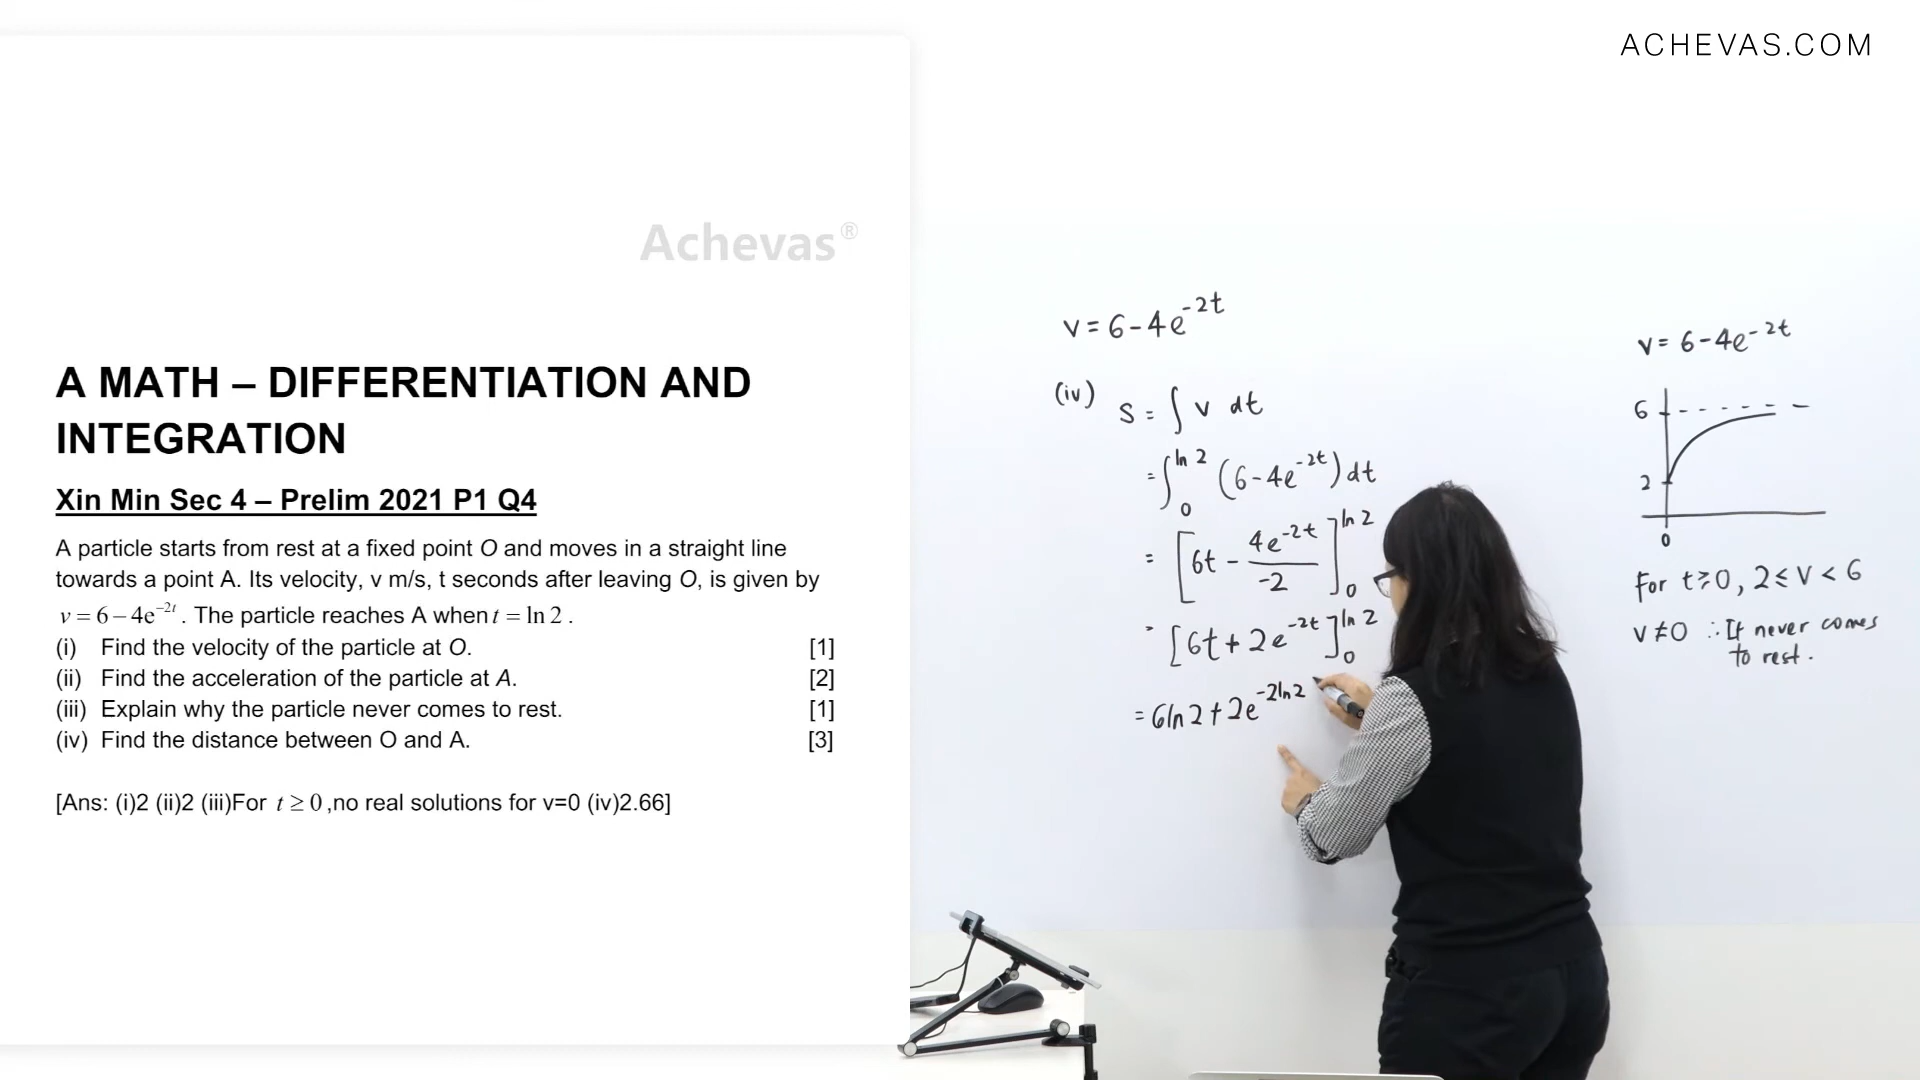 ACHEVAS.COM
Achevas®
A MATH – DIFFERENTIATION AND
INTEGRATION
Xin Min Sec 4 – Prelim 2021 P1 Q4
A particle starts from rest at a fixed point O and moves in a straight line
towards a point A. Its velocity, v m/s, t seconds after leaving O, is given by
v = 6 – 4e^{-2t}. The particle reaches A when t = ln 2.
(i) Find the velocity of the particle at O. [1]
(ii) Find the acceleration of the particle at A. [2]
(iii) Explain why the particle never comes to rest. [1]
(iv) Find the distance between O and A. [3]
[Ans: (i)2 (ii)2 (iii)For t ≥ 0 ,no real solutions for v=0 (iv)2.66]
v = 6 - 4e^{-2t}
(iv) s = ∫ v dt
= ∫_0^{ln 2} (6 - 4e^{-2t}) dt
= [6t - \frac{4e^{-2t}}{-2}]_0^{ln 2}
= [6t + 2e^{-2t}]_0^{ln 2}
= 6ln2 + 2e^{-2ln2}
v = 6 - 4e^{-2t}
6
2
0
For t ≥ 0, 2 ≤ v < 6
v ≠ 0 ∴ It never comes
to rest.